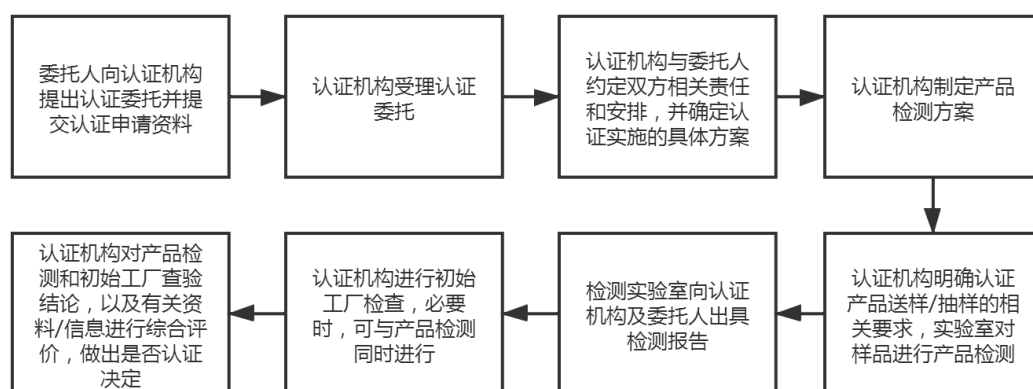 委托人向认证机构
提出认证委托并提
交认证申请资料
认证机构受理认证
委托
认证机构与委托人
约定双方相关责任
和安排，并确定认
证实施的具体方案
认证机构制定产品
检测方案
认证机构明确认证
产品送样/抽样的相
关要求，实验室对
样品进行产品检测
检测实验室向认证
机构及委托人出具
检测报告
认证机构进行初始
工厂检查，必要
时，可与产品检测
同时进行
认证机构对产品检
测和初始工厂查验
结论，以及有关资
料/信息进行综合评
价，做出是否认证
决定